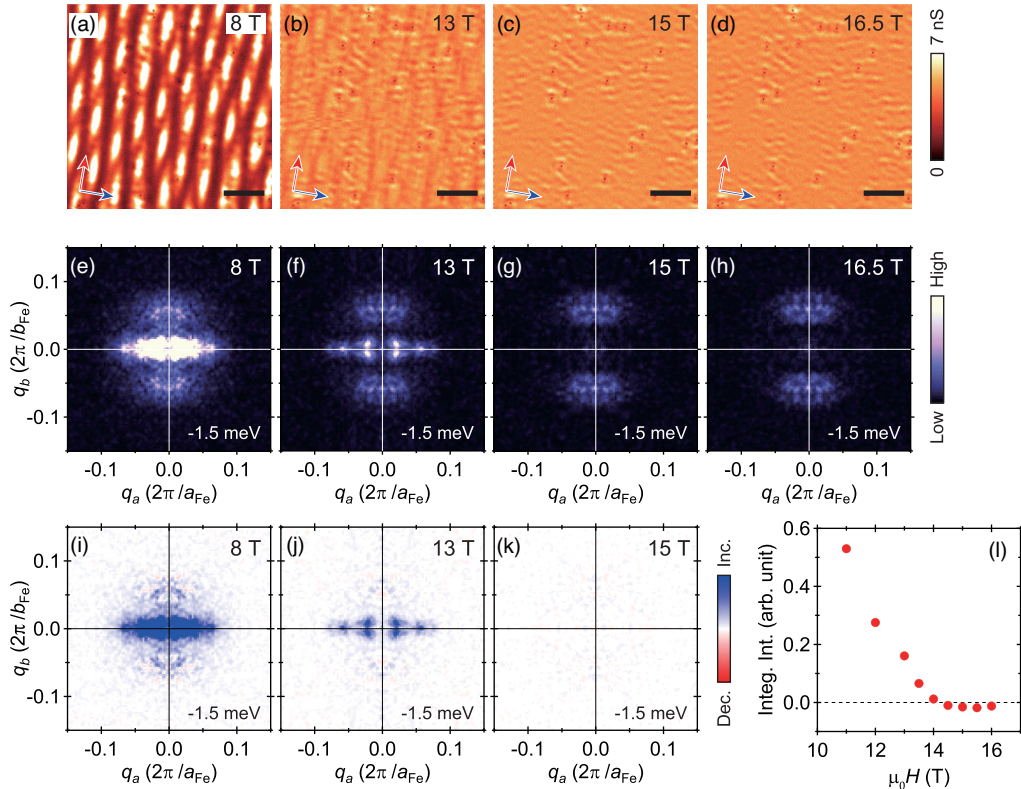 (a) 8 T
(b) 13 T
(c) 15 T
(d) 16.5 T
0 7 nS
(e) 8 T
(f) 13 T
(g) 15 T
(h) 16.5 T
0.1
0.0
-0.1
q_b (2π/b_Fe)
-1.5 meV
-1.5 meV
-1.5 meV
-1.5 meV
Low High
-0.1 0.0 0.1
-0.1 0.0 0.1
-0.1 0.0 0.1
-0.1 0.0 0.1
q_a (2π/a_Fe)
q_a (2π/a_Fe)
q_a (2π/a_Fe)
q_a (2π/a_Fe)
(i) 8 T
(j) 13 T
(k) 15 T
0.1
0.0
-0.1
q_b (2π/b_Fe)
-1.5 meV
-1.5 meV
-1.5 meV
Dec. Inc.
-0.1 0.0 0.1
-0.1 0.0 0.1
-0.1 0.0 0.1
q_a (2π/a_Fe)
q_a (2π/a_Fe)
q_a (2π/a_Fe)
(l)
Integ. Int. (arb. unit)
0.6
0.4
0.2
0.0
10 12 14 16
μ₀H (T)